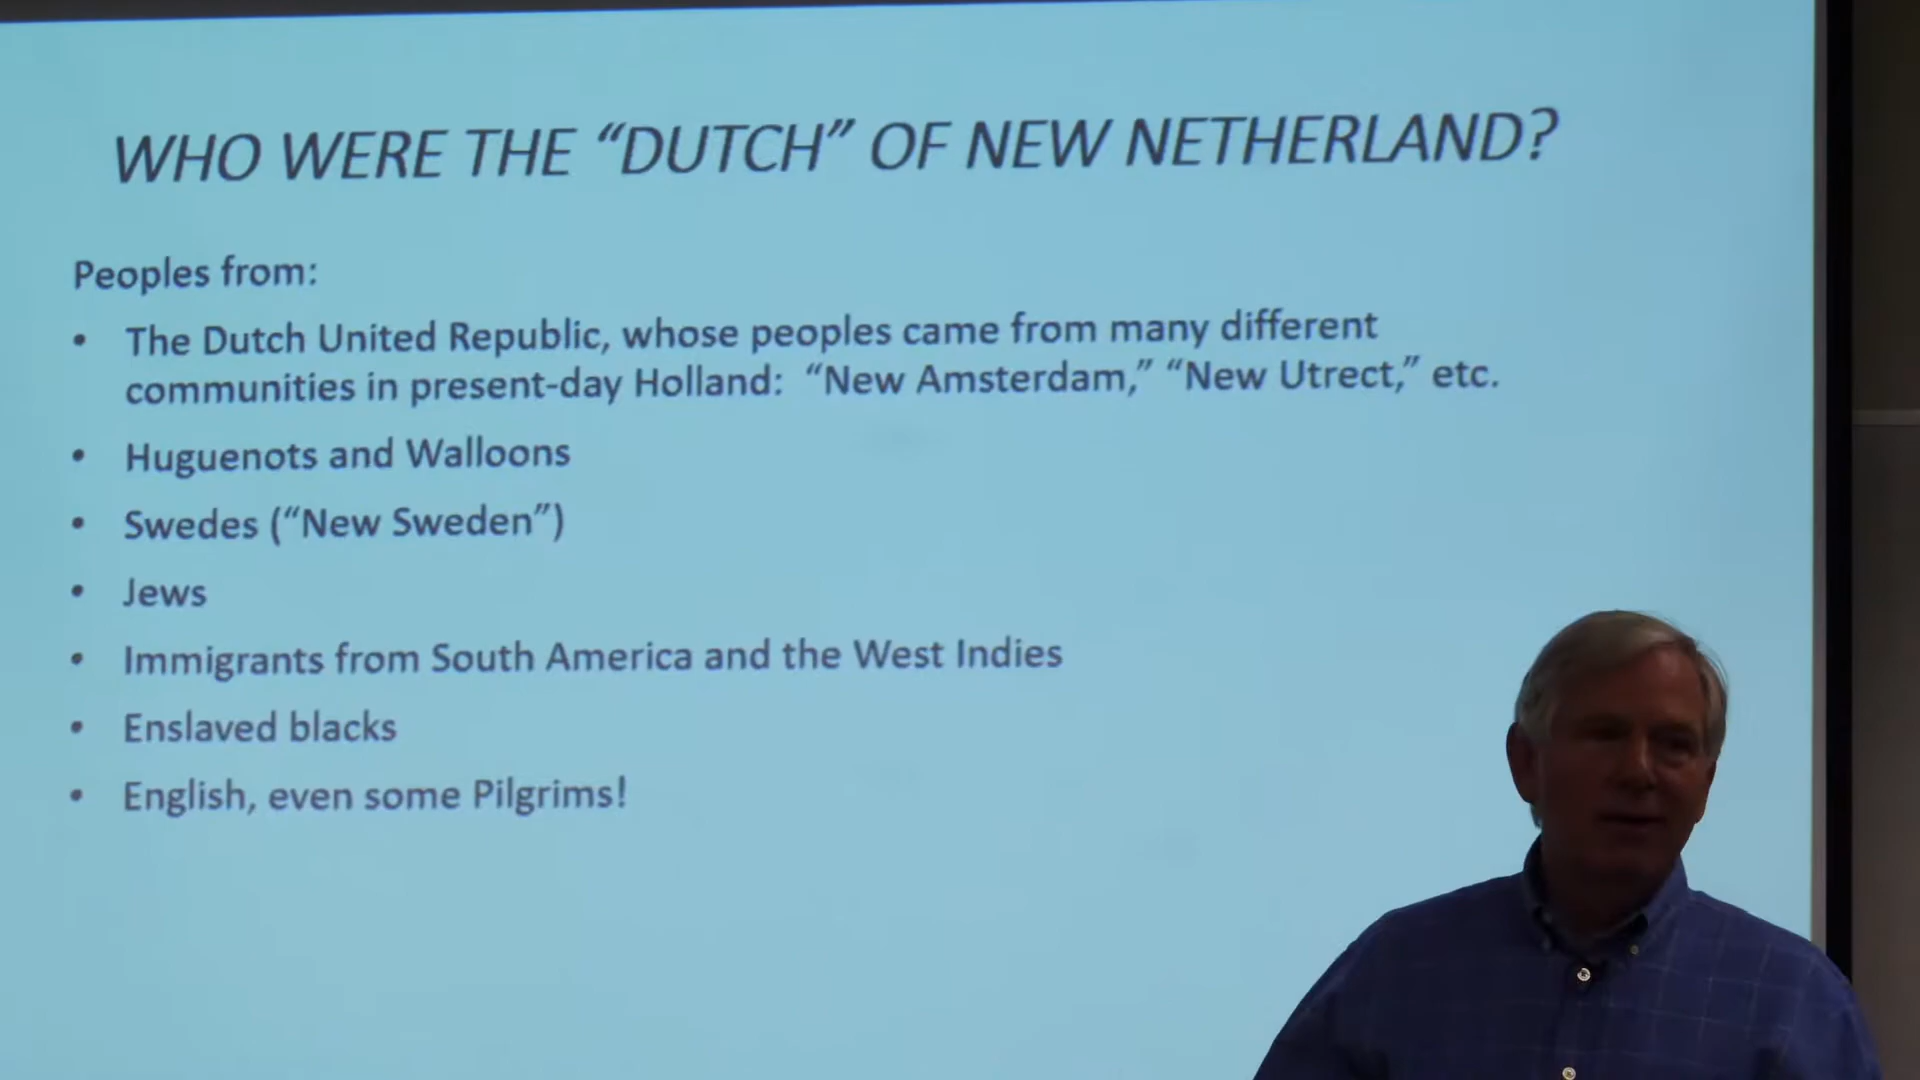 WHO WERE THE “DUTCH” OF NEW NETHERLAND?
Peoples from:
• The Dutch United Republic, whose peoples came from many different
communities in present-day Holland: “New Amsterdam,” “New Utrect,” etc.
• Huguenots and Walloons
• Swedes (“New Sweden”)
• Jews
• Immigrants from South America and the West Indies
• Enslaved blacks
• English, even some Pilgrims!